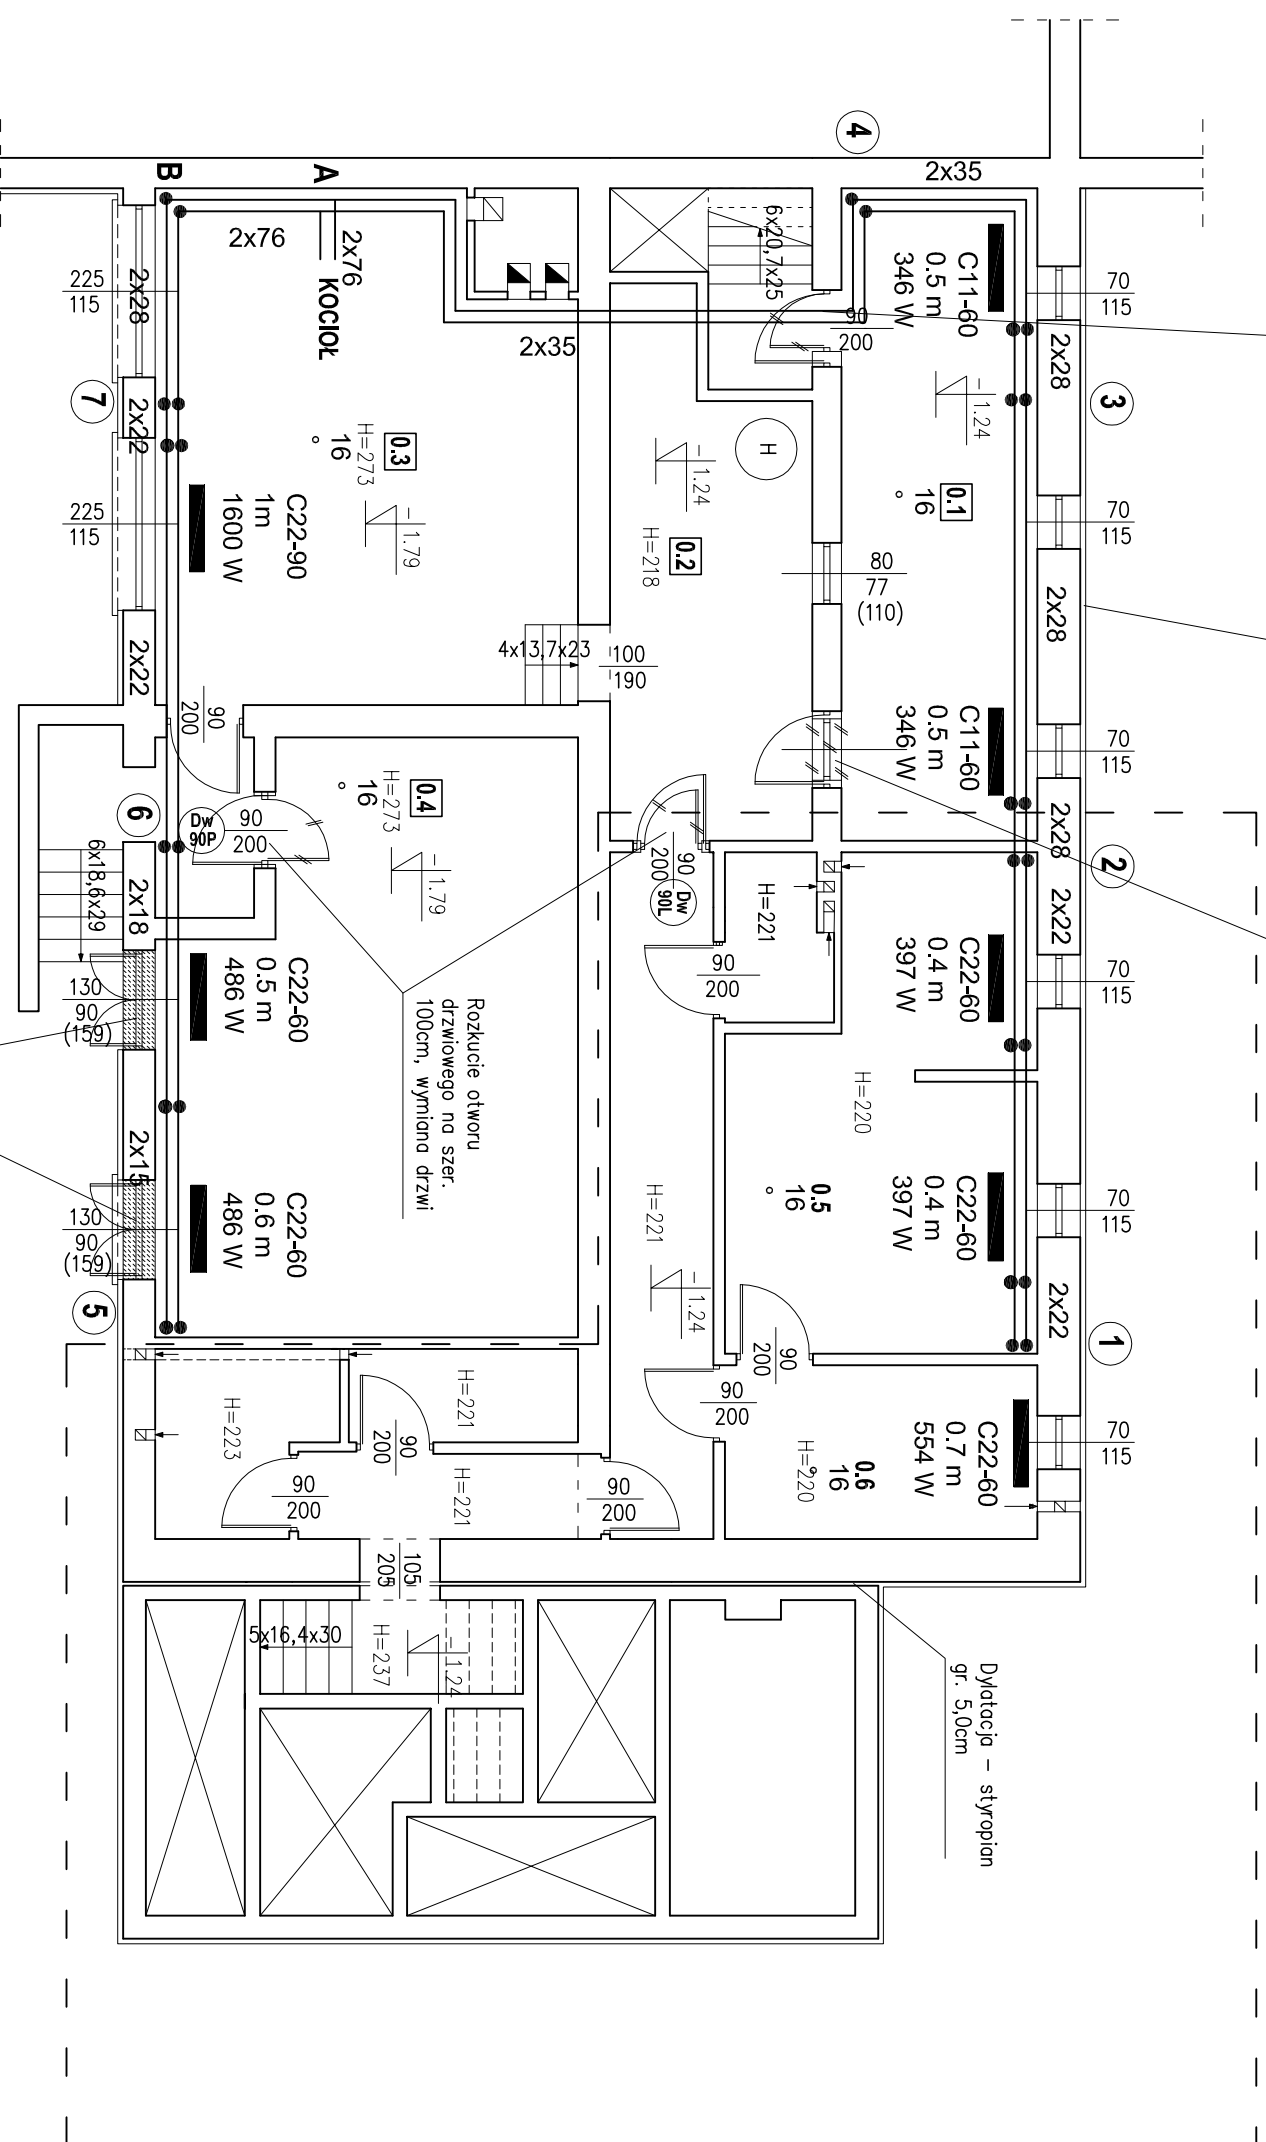 4
2x35
B
A
2x76
2x76
KOCIOŁ
2x35
6x20,7x25
90
200
C11-60
0.5 m
346 W
70
115
2x28
3
-1.24
225
115
2x28
7
2x22
225
115
0.3
16
°
H=273
-1.79
C22-90
1m
1600 W
H
-1.24
0.2
H=218
0.1
16
°
80
77
(110)
70
115
2x28
4x13,7x23
100
190
2x22
90
200
C11-60
0.5 m
346 W
70
115
2x28
2
2x22
6
Dw
90P
90
200
0.4
16
°
H=273
-1.79
90
200
Dw
90L
H=221
90
200
6x18,6x29
2x18
130
90
(159)
C22-60
0.5 m
486 W
Rozkucie otworu
drzwiowego na szer.
100cm, wymiana drzwi
C22-60
0.4 m
397 W
70
115
H=220
2x15
130
90
(159)
5
C22-60
0.6 m
486 W
H=221
-1.24
0.5
16
°
C22-60
0.4 m
397 W
70
115
2x22
1
90
200
90
200
H=223
H=221
90
200
H=221
90
200
90
200
0.6
16
°
H=220
C22-60
0.7 m
554 W
70
115
105
205
5x16,4x30
H=237
-1.24
Dylatacja – styropian
gr. 5,0cm